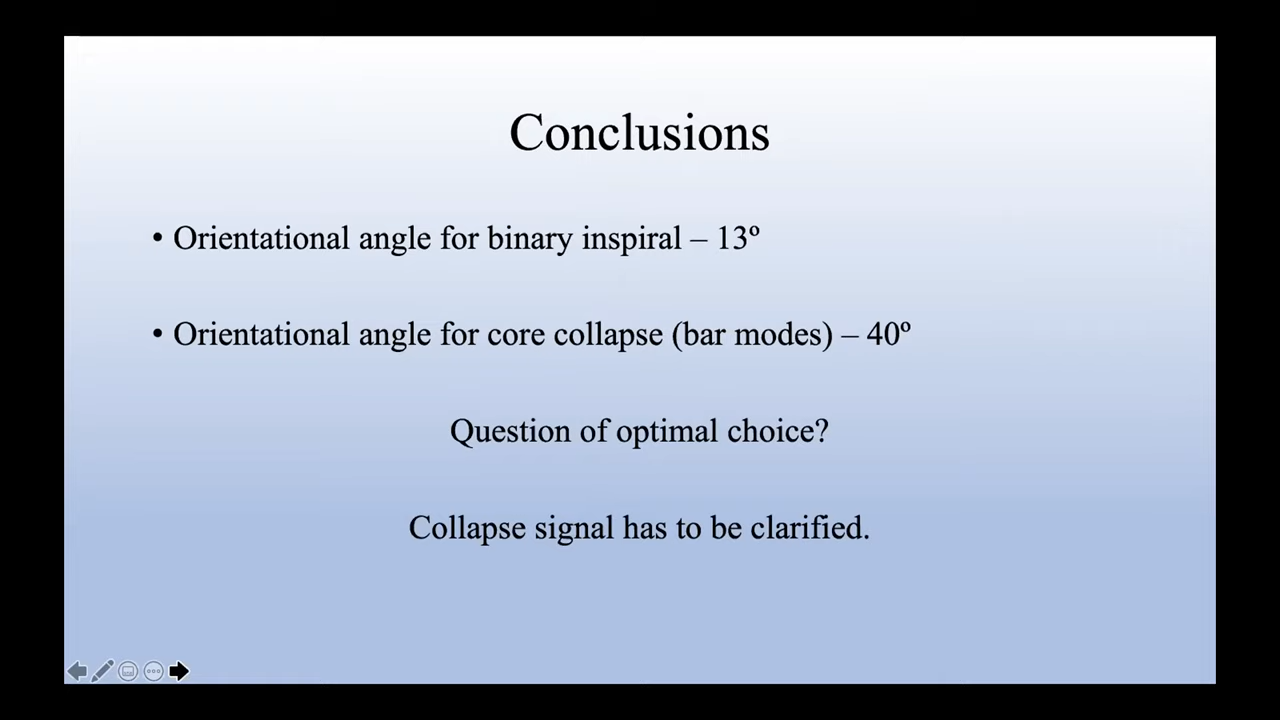 Conclusions
• Orientational angle for binary inspiral – 13º
• Orientational angle for core collapse (bar modes) – 40º
Question of optimal choice?
Collapse signal has to be clarified.